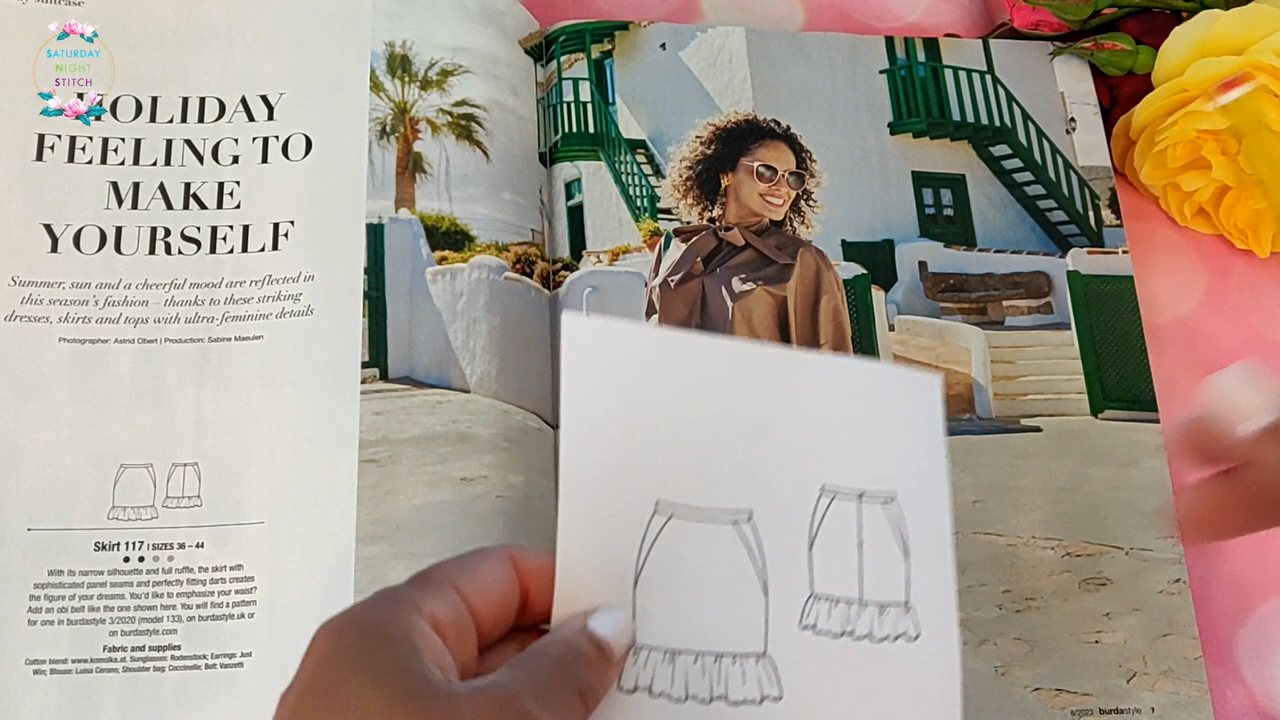 SATURDAY
NIGHT
STITCH
HOLIDAY
FEELING TO
MAKE
YOURSELF
Summer, sun and a cheerful mood are reflected in
this season's fashion – thanks to these striking
dresses, skirts and tops with ultra-feminine details
Photographer: Astrid Obert | Production: Sabine Maeulen
Skirt 117 | SIZES 36 – 44
With its narrow silhouette and full ruffle, the skirt with
sophisticated panel seams and perfectly fitting darts creates
the figure of your dreams. You'd like to emphasize your waist?
Add an obi belt like the one shown here. You will find a pattern
for one in burdastyle 3/2020 (model 133), on burdastyle.uk or
on burdastyle.com
Fabric and supplies
Cotton blend: www.komolka.at. Sunglasses: Rodenstock; Earrings: Just
Win; Blouse: Luisa Cerano; Shoulder bag: Coccinelle; Belt: Vanzetti
6/2023 burdastyle 7